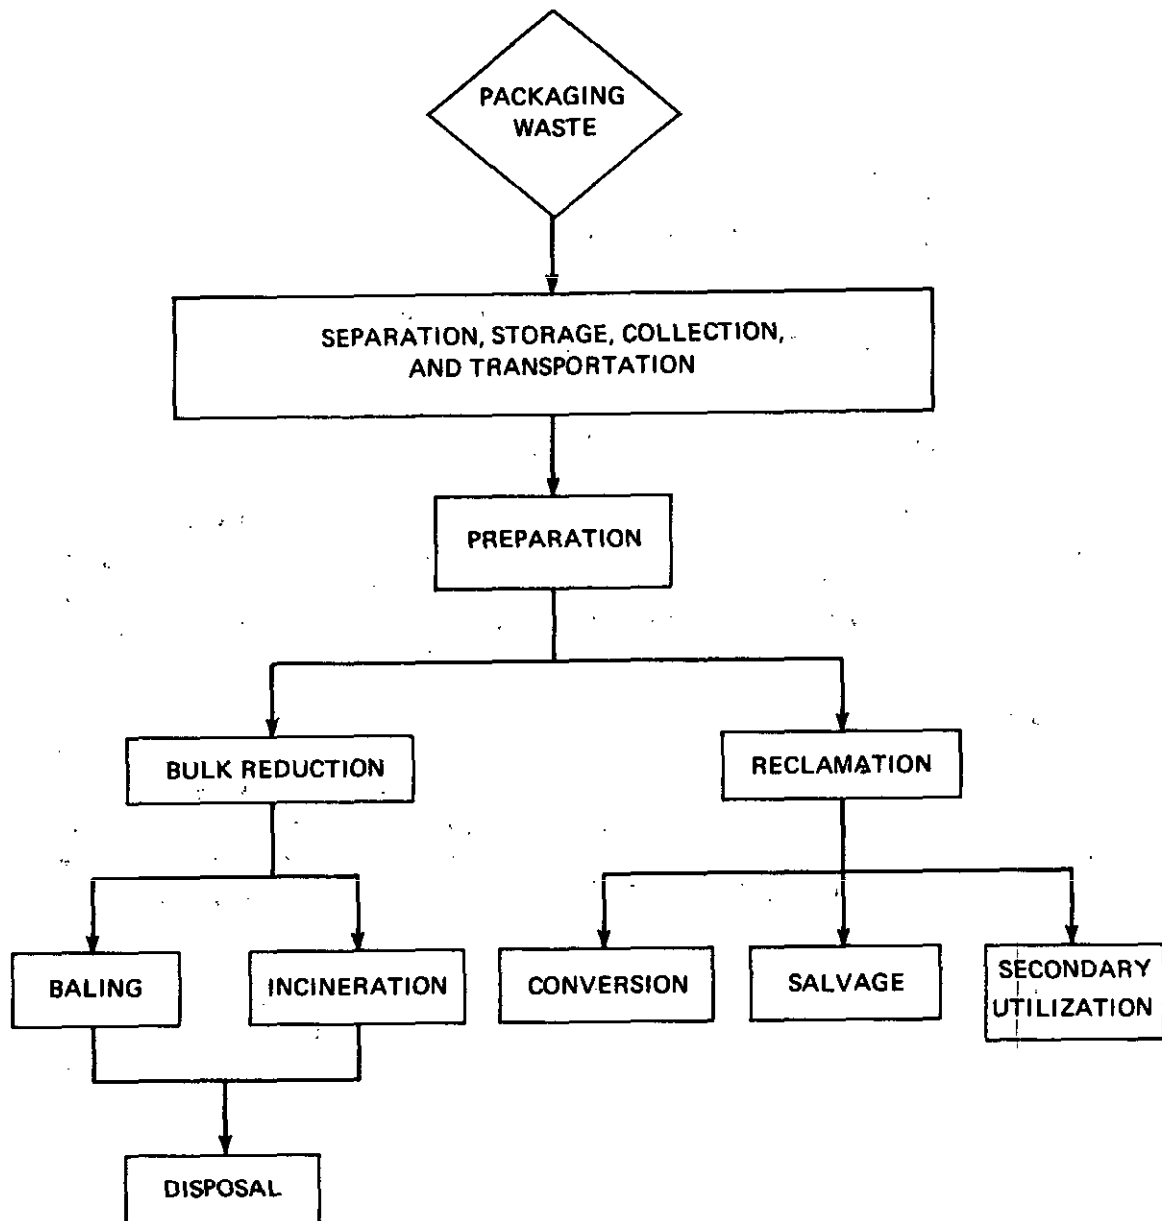 PACKAGING
WASTE
SEPARATION, STORAGE, COLLECTION,
AND TRANSPORTATION
PREPARATION
BULK REDUCTION
RECLAMATION
BALING
INCINERATION
CONVERSION
SALVAGE
SECONDARY
UTILIZATION
DISPOSAL